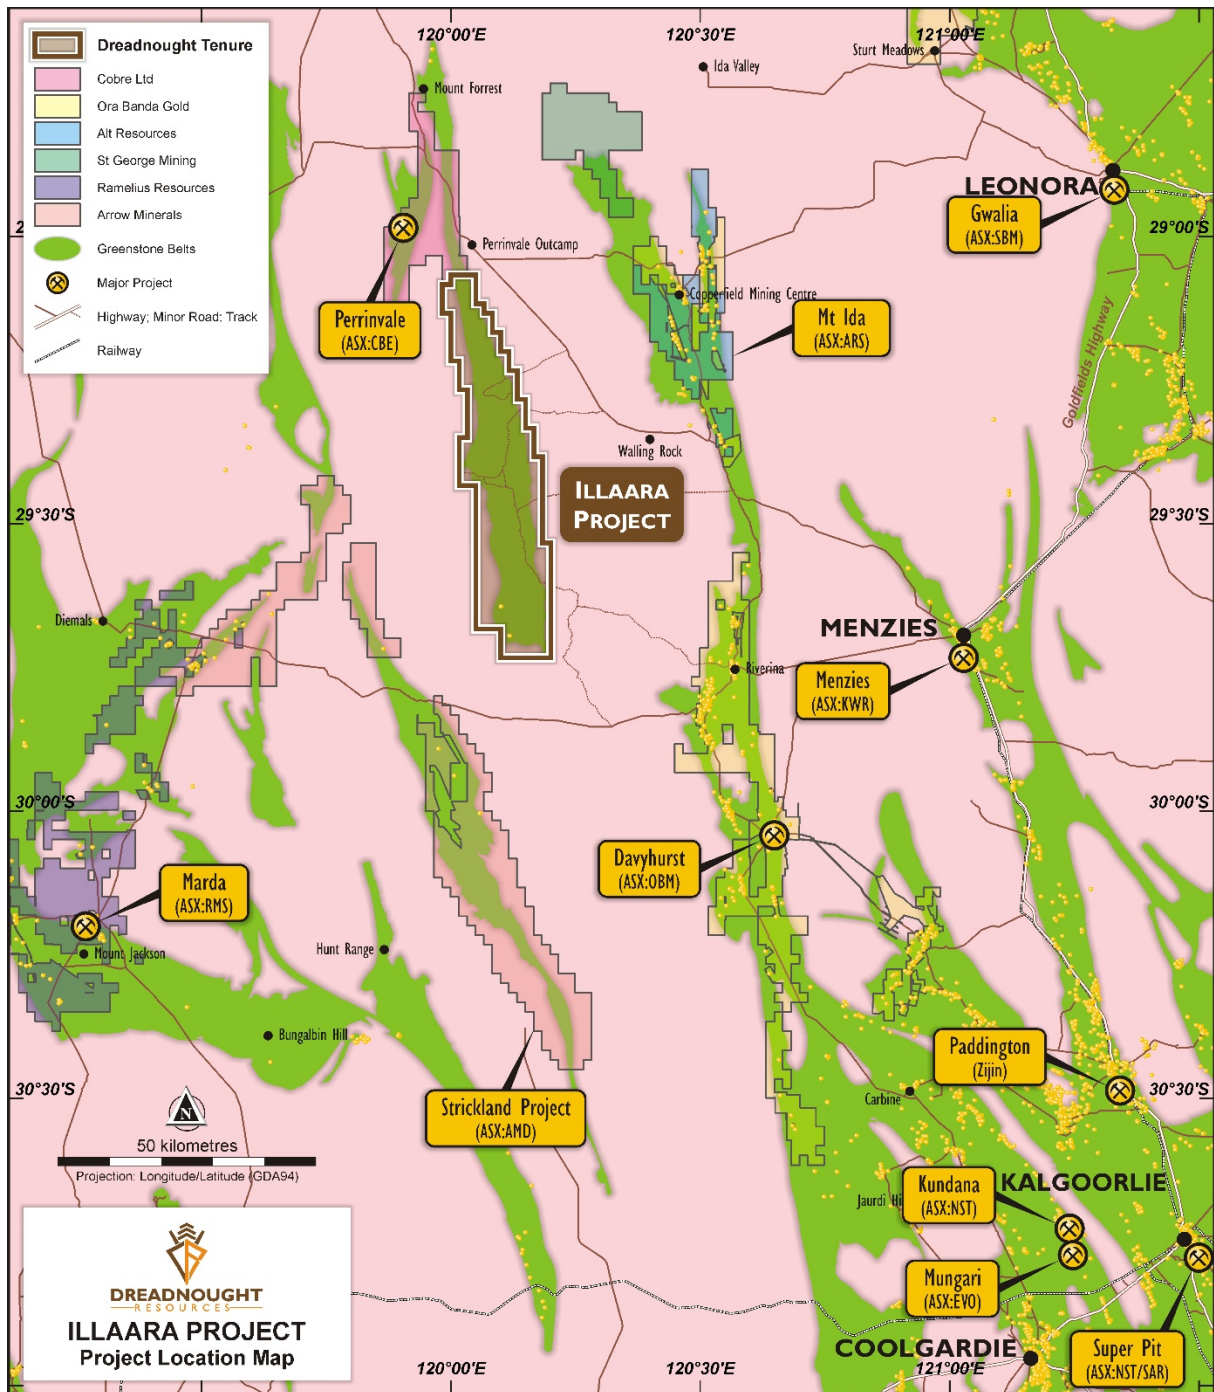 120°00'E
120°30'E
121°00'E
Dreadnought Tenure
Cobre Ltd
Ora Banda Gold
Alt Resources
St George Mining
Ramelius Resources
Arrow Minerals
Greenstone Belts
Major Project
Highway; Minor Road; Track
Railway
Sturt Meadows
Ida Valley
Mount Forrest
LEONORA
Gwalia
(ASX:SBM)
29°00'S
Perrinvale Outcamp
Copperfield Mining Centre
Perrinvale
(ASX:CBE)
Mt Ida
(ASX:ARS)
Goldfields Highway
Walling Rock
ILLAARA
PROJECT
29°30'S
29°30'S
Diemals
MENZIES
Riverina
Menzies
(ASX:KWR)
30°00'S
30°00'S
Davyhurst
(ASX:OBM)
Marda
(ASX:RMS)
Mount Jackson
Hunt Range
Bungalbin Hill
Paddington
(Zijin)
Carbine
30°30'S
30°30'S
Strickland Project
(ASX:AMD)
N
50 kilometres
Projection: Longitude/Latitude (GDA94)
Kundana
(ASX:NST)
KALGOORLIE
Jaurdi
Mungari
(ASX:EVO)
DREADNOUGHT
RESOURCES
ILLAARA PROJECT
Project Location Map
COOLGARDIE
Super Pit
(ASX:NST/SAR)
120°00'E
120°30'E
121°00'E